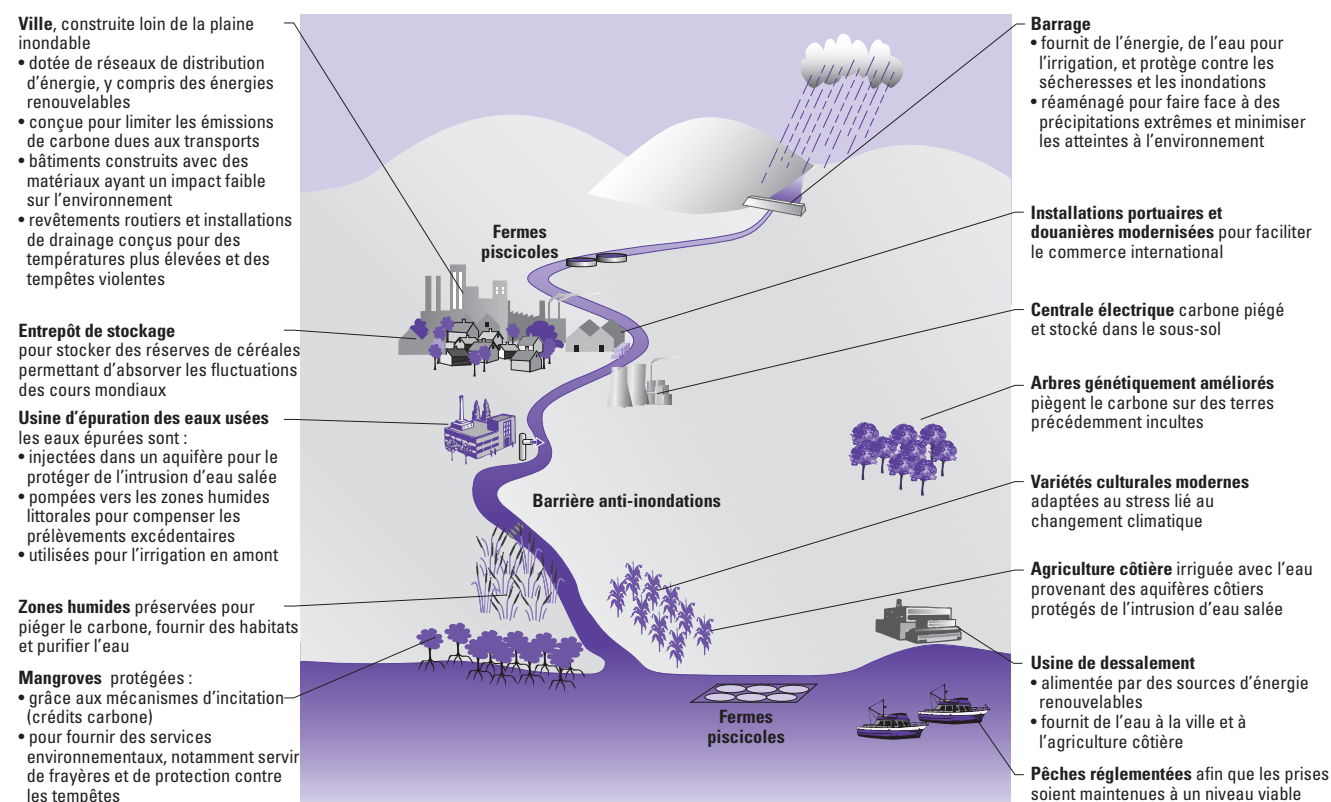 Ville, construite loin de la plaine
inondable
• dotée de réseaux de distribution
d'énergie, y compris des énergies
renouvelables
• conçue pour limiter les émissions
de carbone dues aux transports
• bâtiments construits avec des
matériaux ayant un impact faible
sur l'environnement
• revêtements routiers et installations
de drainage conçus pour des
températures plus élevées et des
tempêtes violentes
Entrepôt de stockage
pour stocker des réserves de céréales
permettant d'absorver les fluctuations
des cours mondiaux
Usine d'épuration des eaux usées
les eaux épurées sont :
• injectées dans un aquifère pour le
protéger de l'intrusion d'eau salée
• pompées vers les zones humides
littorales pour compenser les
prélèvements excédentaires
• utilisées pour l'irrigation en amont
Zones humides préservées pour
piéger le carbone, fournir des habitats
et purifier l'eau
Mangroves protégées :
• grâce aux mécanismes d'incitation
(crédits carbone)
• pour fournir des services
environnementaux, notamment servir
de frayères et de protection contre
les tempêtes
Fermes
piscicoles
Barrière anti-inondations
Fermes
piscicoles
Barrage
• fournit de l'énergie, de l'eau pour
l'irrigation, et protège contre les
sécheresses et les inondations
• réaménagé pour faire face à des
précipitations extrêmes et minimiser
les atteintes à l'environnement
Installations portuaires et
douanières modernisées pour faciliter
le commerce international
Centrale électrique carbone piégé
et stocké dans le sous-sol
Arbres génétiquement améliorés
piègent le carbone sur des terres
précédemment incultes
Variétés culturales modernes
adaptées au stress lié au
changement climatique
Agriculture côtière irriguée avec l'eau
provenant des aquifères côtiers
protégés de l'intrusion d'eau salée
Usine de dessalement
• alimentée par des sources d'énergie
renouvelables
• fournit de l'eau à la ville et à
l'agriculture côtière
Pêches réglementées afin que les prises
soient maintenues à un niveau viable